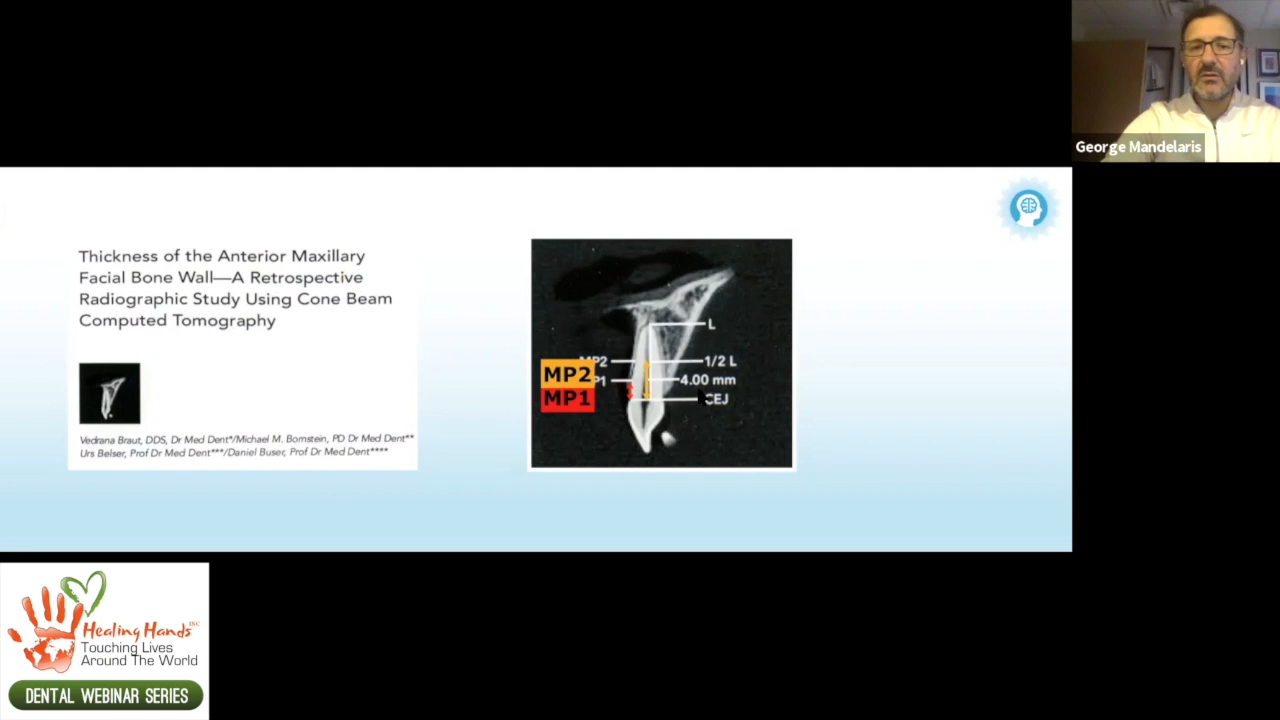 George Mandelaris
Thickness of the Anterior Maxillary
Facial Bone Wall—A Retrospective
Radiographic Study Using Cone Beam
Computed Tomography
Vedrana Braut, DDS, Dr Med Dent*/Michael M. Bornstein, PD Dr Med Dent**
Urs Belser, Prof Dr Med Dent***/Daniel Buser, Prof Dr Med Dent****
L
P2
1/2 L
MP2
P1
4.00 mm
MP1
CEJ
Healing Hands INC
Touching Lives
Around The World
DENTAL WEBINAR SERIES